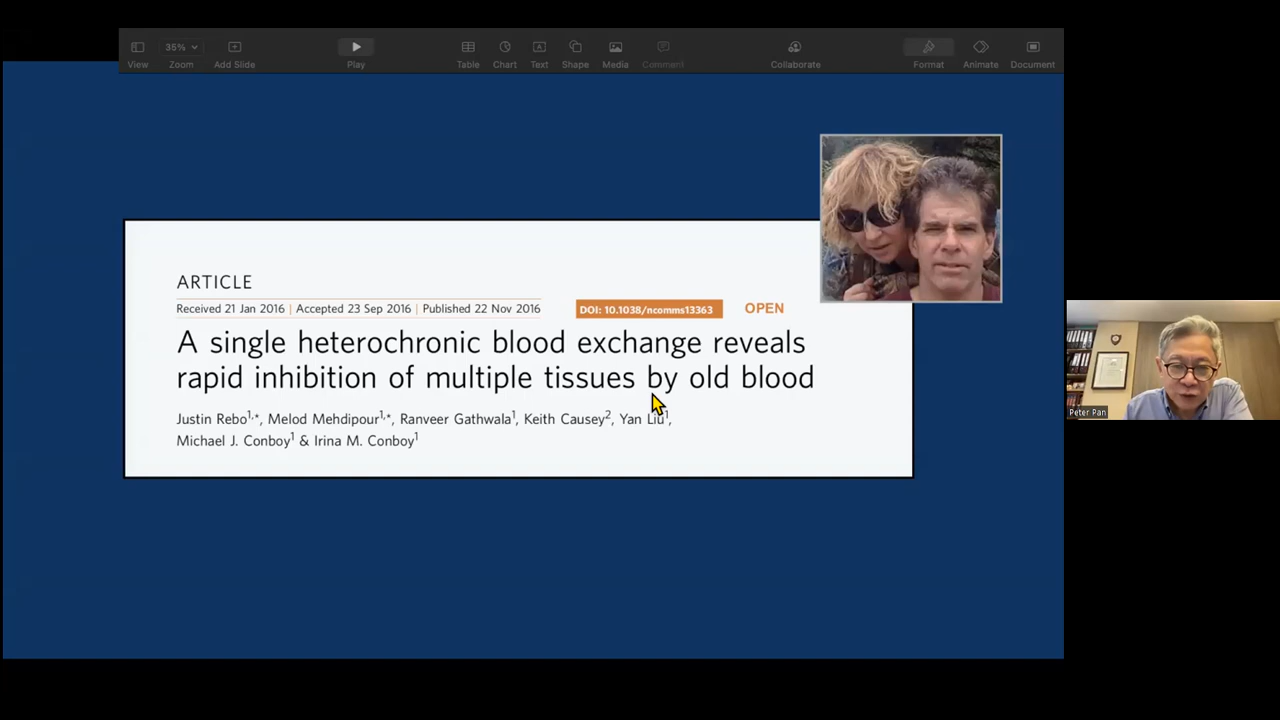 35%
View
Zoom
Add Slide
Play
Table
Chart
Text
Shape
Media
Comment
Collaborate
Format
Animate
Document
ARTICLE
Received 21 Jan 2016 | Accepted 23 Sep 2016 | Published 22 Nov 2016
DOI: 10.1038/ncomms13363
OPEN
A single heterochronic blood exchange reveals
rapid inhibition of multiple tissues by old blood
Justin Rebo1,*, Melod Mehdipour1,*, Ranveer Gathwala1, Keith Causey2, Yan Liu1,
Michael J. Conboy1 & Irina M. Conboy1
Peter Pan